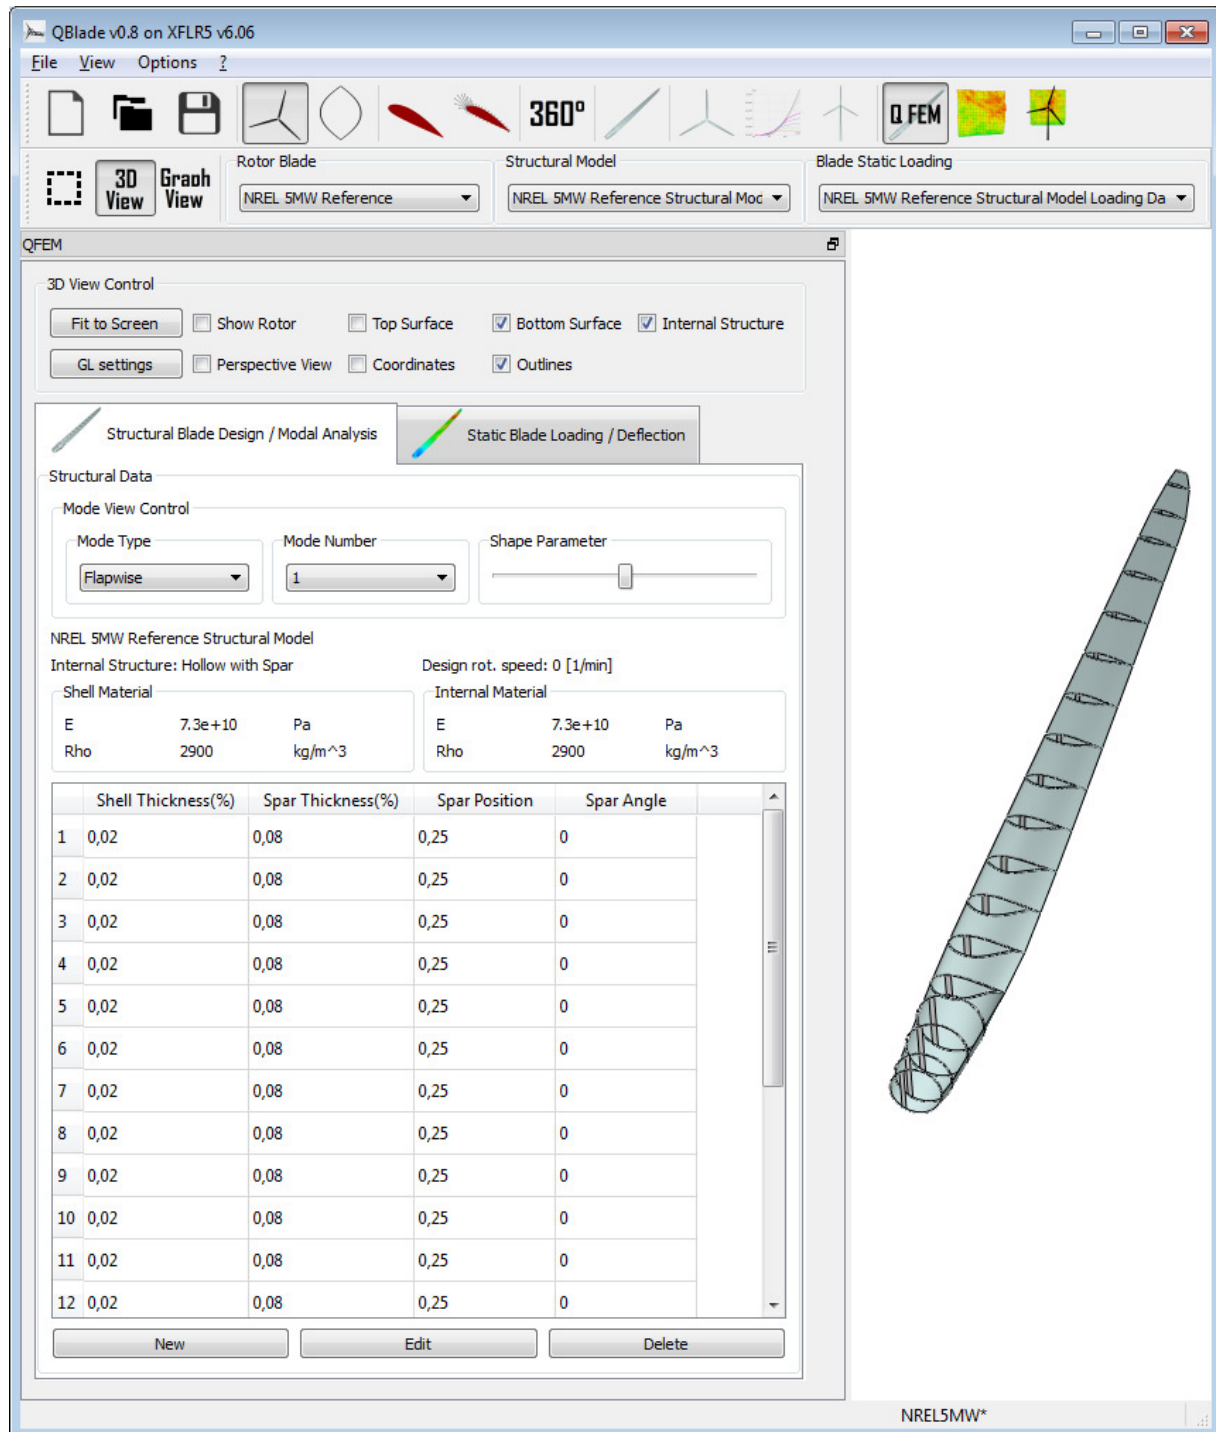 QBlade v0.8 on XFLR5 v6.06
File View Options ?
360° Q FEM
3D View Graph View
Rotor Blade Structural Model Blade Static Loading
NREL 5MW Reference NREL 5MW Reference Structural Mod NREL 5MW Reference Structural Model Loading Da
QFEM
3D View Control
Fit to Screen Show Rotor Top Surface Bottom Surface Internal Structure
GL settings Perspective View Coordinates Outlines
Structural Blade Design / Modal Analysis Static Blade Loading / Deflection
Structural Data
Mode View Control
Mode Type Mode Number Shape Parameter
Flapwise 1
NREL 5MW Reference Structural Model
Internal Structure: Hollow with Spar Design rot. speed: 0 [1/min]
Shell Material Internal Material
E 7.3e+10 Pa E 7.3e+10 Pa
Rho 2900 kg/m^3 Rho 2900 kg/m^3
Shell Thickness(%) Spar Thickness(%) Spar Position Spar Angle
1 0,02 0,08 0,25 0
2 0,02 0,08 0,25 0
3 0,02 0,08 0,25 0
4 0,02 0,08 0,25 0
5 0,02 0,08 0,25 0
6 0,02 0,08 0,25 0
7 0,02 0,08 0,25 0
8 0,02 0,08 0,25 0
9 0,02 0,08 0,25 0
10 0,02 0,08 0,25 0
11 0,02 0,08 0,25 0
12 0,02 0,08 0,25 0
New Edit Delete
NREL5MW*